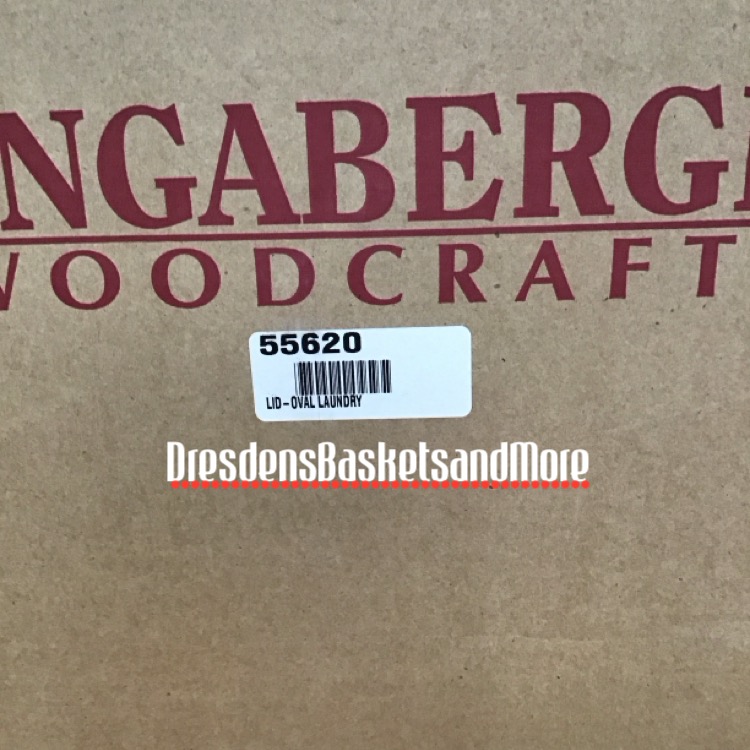 NGABERG
WOODCRAFT
55620
LID-OVAL LAUNDRY
DresdensBasketsandMore